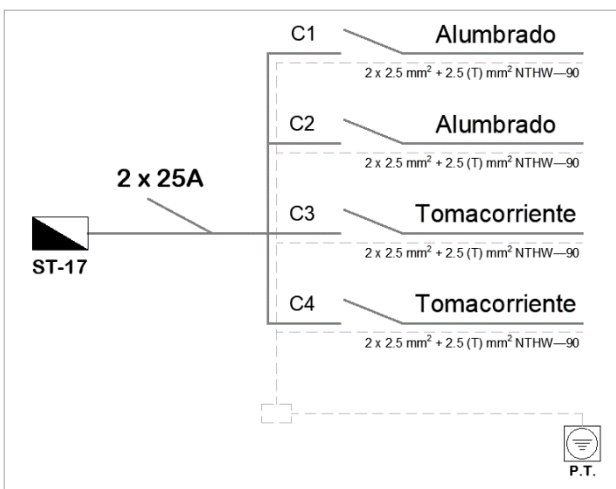 C1 Alumbrado
2 x 2.5 mm² + 2.5 (T) mm² NTHW—90
C2 Alumbrado
2 x 2.5 mm² + 2.5 (T) mm² NTHW—90
2 x 25A
C3 Tomacorriente
2 x 2.5 mm² + 2.5 (T) mm² NTHW—90
ST-17
C4 Tomacorriente
2 x 2.5 mm² + 2.5 (T) mm² NTHW—90
P.T.